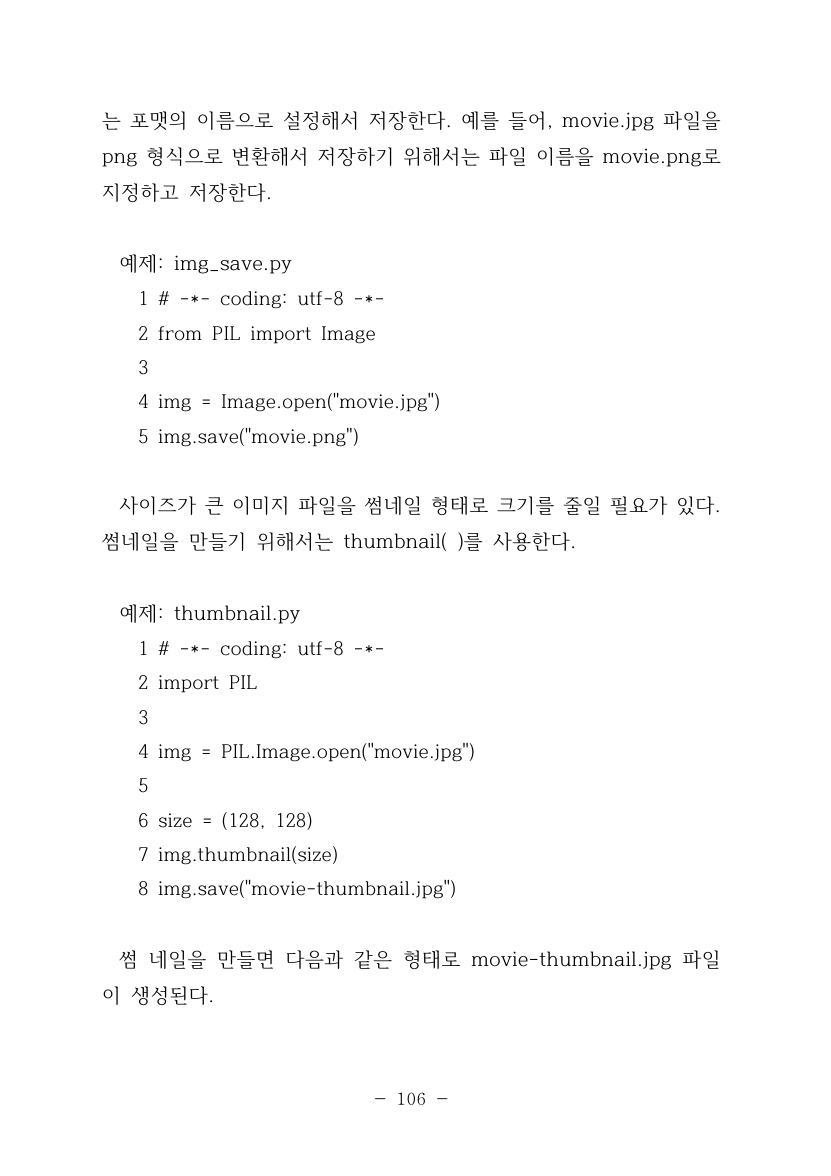 는 포맷의 이름으로 설정해서 저장한다. 예를 들어, movie.jpg 파일을
png 형식으로 변환해서 저장하기 위해서는 파일 이름을 movie.png로
지정하고 저장한다.
예제: img_save.py
1 # -*- coding: utf-8 -*-
2 from PIL import Image
3
4 img = Image.open("movie.jpg")
5 img.save("movie.png")
사이즈가 큰 이미지 파일을 썸네일 형태로 크기를 줄일 필요가 있다.
썸네일을 만들기 위해서는 thumbnail( )를 사용한다.
예제: thumbnail.py
1 # -*- coding: utf-8 -*-
2 import PIL
3
4 img = PIL.Image.open("movie.jpg")
5
6 size = (128, 128)
7 img.thumbnail(size)
8 img.save("movie-thumbnail.jpg")
썸 네일을 만들면 다음과 같은 형태로 movie-thumbnail.jpg 파일
이 생성된다.
- 106 -